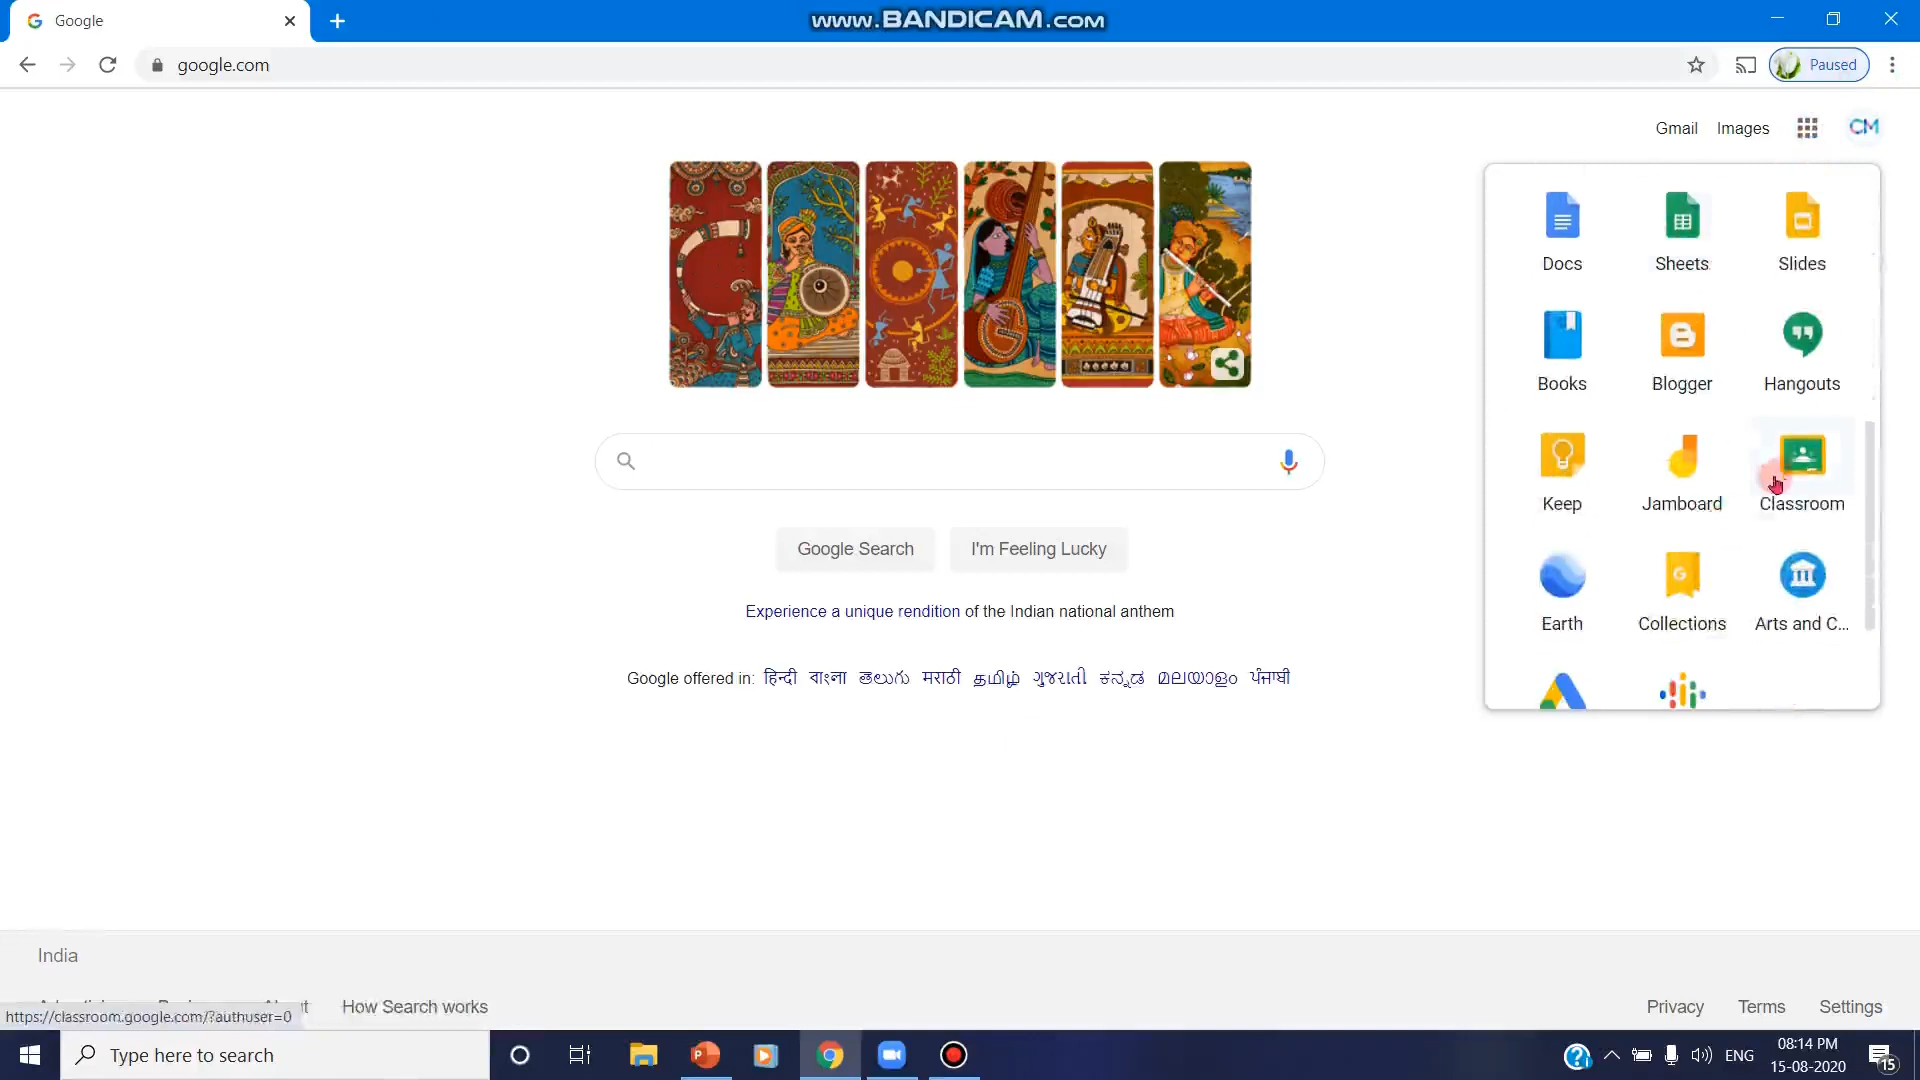 Google
www.BANDICAM.com
google.com
Paused
Gmail Images
CM
Docs Sheets Slides
Books Blogger Hangouts
Keep Jamboard Classroom
Earth Collections Arts and C...
Google Search I'm Feeling Lucky
Experience a unique rendition of the Indian national anthem
Google offered in: हिन्दी বাংলা తెలుగు मराठी தமிழ் ગુજરાતી ಕನ್ನಡ മലയാളം ਪੰਜਾਬੀ
India
How Search works
Privacy Terms Settings
https://classroom.google.com/?authuser=0
Type here to search
ENG
08:14 PM
15-08-2020
15